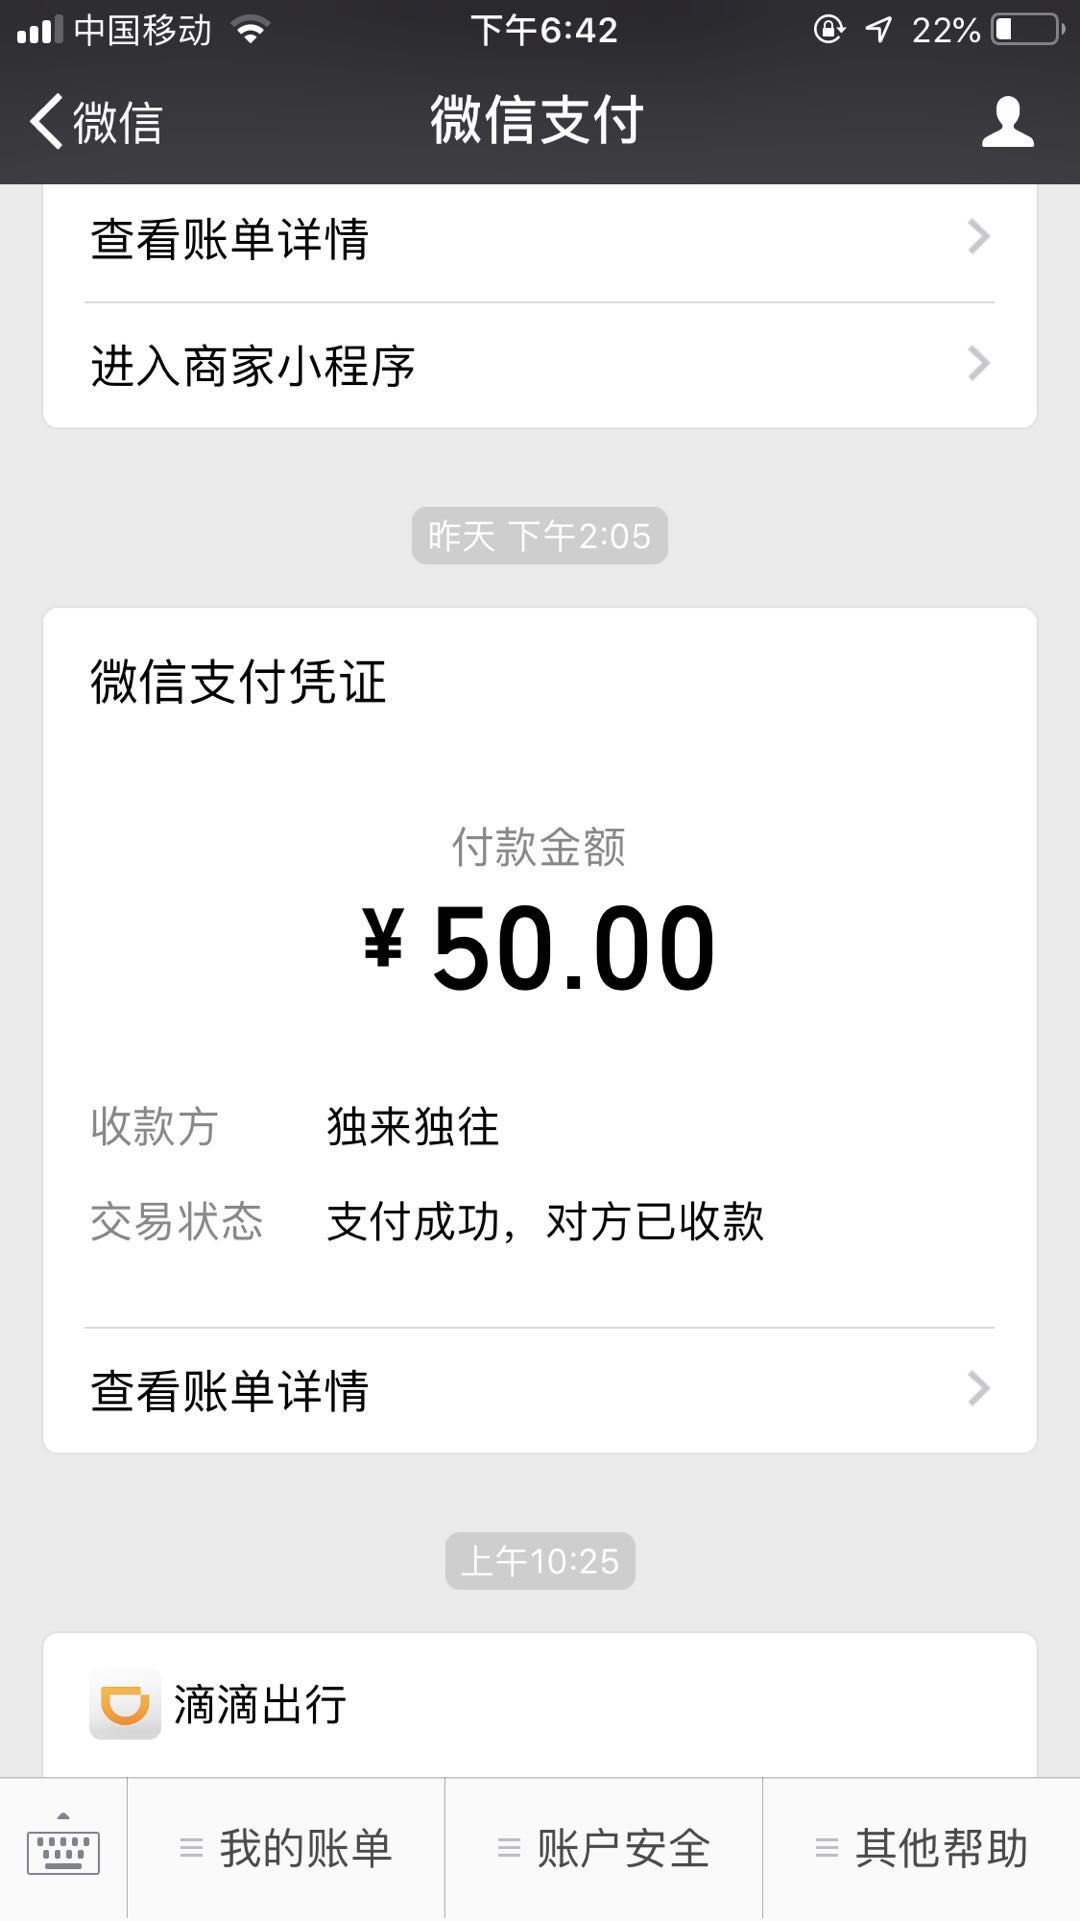 中国移动 下午6:42 22%
微信 微信支付
查看账单详情
进入商家小程序
昨天 下午2:05
微信支付凭证
付款金额
¥50.00
收款方 独来独往
交易状态 支付成功，对方已收款
查看账单详情
上午10:25
滴滴出行
我的账单 账户安全 其他帮助